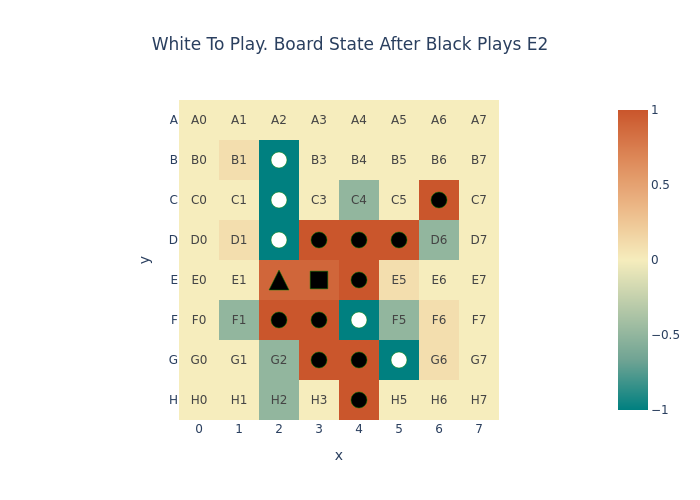 White To Play. Board State After Black Plays E2
A A0 A1 A2 A3 A4 A5 A6 A7 1
B B0 B1 B3 B4 B5 B6 B7
C C0 C1 C3 C4 C5 C7 0.5
D D0 D1 D6 D7
y E E0 E1 E5 E6 E7 0
F F0 F1 F5 F6 F7
G G0 G1 G2 G6 G7 −0.5
H H0 H1 H2 H3 H5 H6 H7 −1
0 1 2 3 4 5 6 7
x